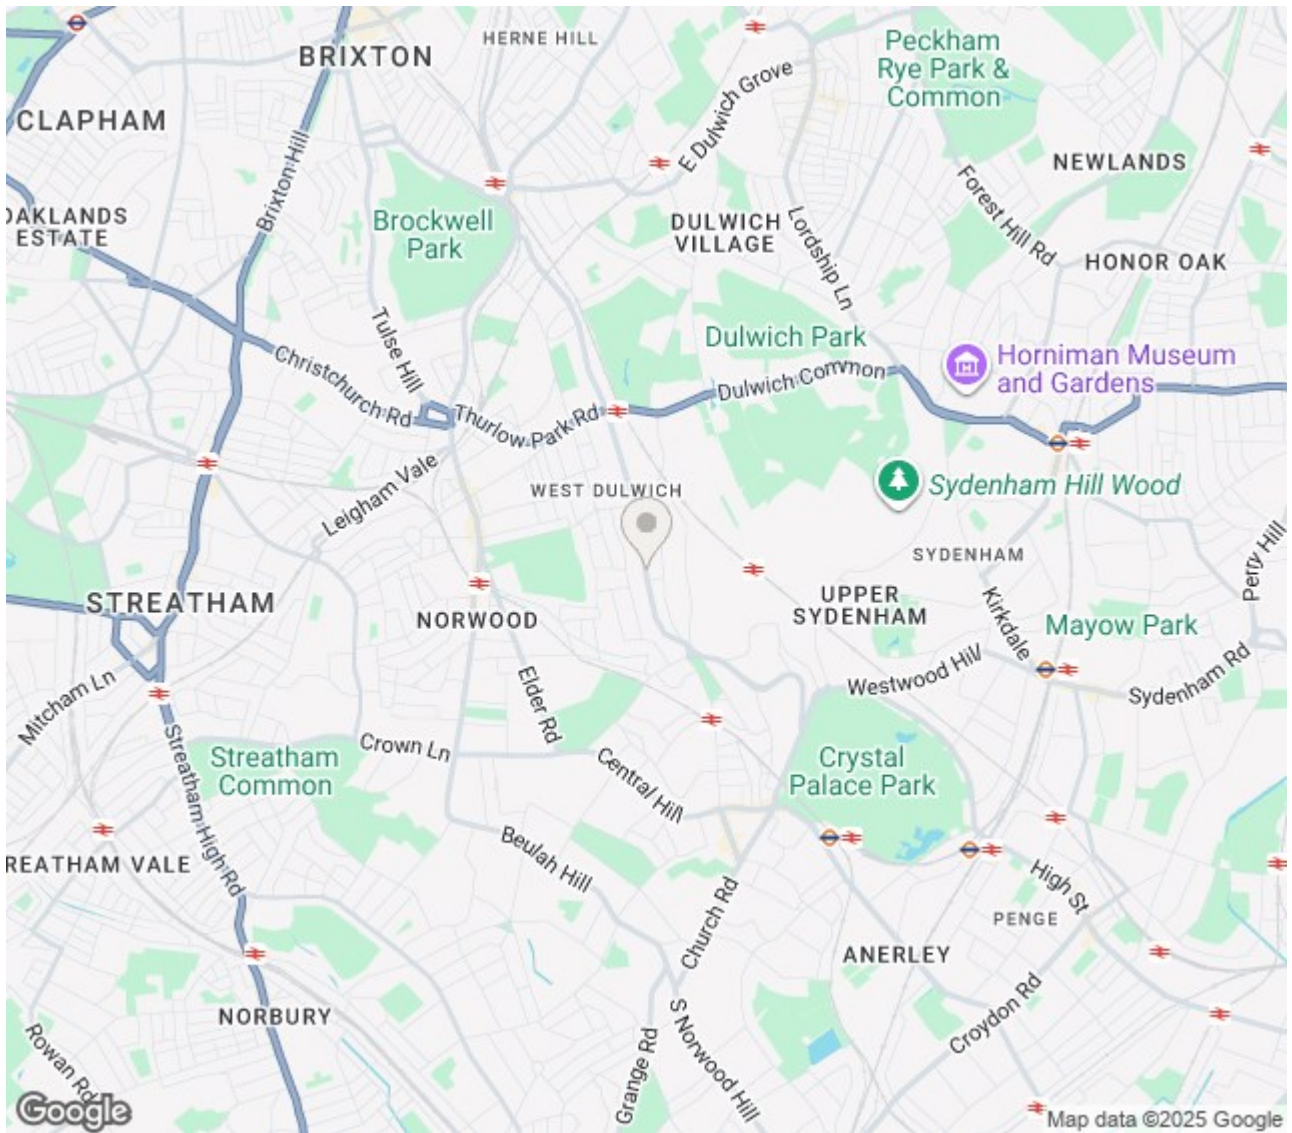 HERNE HILL
BRIXTON
Peckham
Rye Park &
Common
E Dulwich Grove
CLAPHAM
NEWLANDS
Brixton Hill
Forest Hill Rd
OAKLANDS
ESTATE
Brockwell
Park
DULWICH
VILLAGE
Lordship Ln
HONOR OAK
Tulse Hill
Dulwich Park
Horniman Museum
and Gardens
Christchurch Rd
Dulwich Common
Thurlow Park Rd
Leigham Vale
WEST DULWICH
Sydenham Hill Wood
SYDENHAM
Perry Hill
STREATHAM
NORWOOD
UPPER
SYDENHAM
Kirkdale
Mayow Park
Mitcham Ln
Elder Rd
Westwood Hill
Sydenham Rd
Streatham
Common
Crown Ln
Central Hill
Crystal
Palace Park
Streatham High Rd
REATHAM VALE
Beulah Hill
High St
Church Rd
PENGE
ANERLEY
NORBURY
S Norwood Hill
Croydon Rd
Rowan Rd
Grange Rd
Google
Map data ©2025 Google